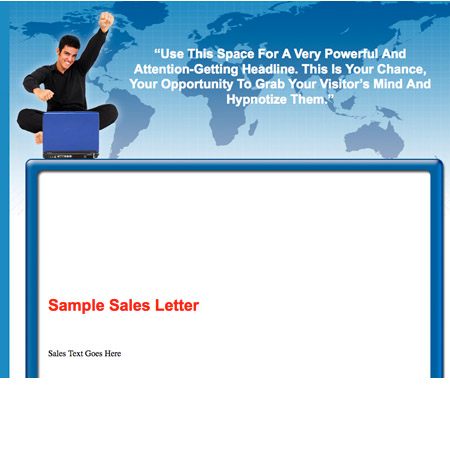 “Use This Space For A Very Powerful And
Attention-Getting Headline. This Is Your Chance,
Your Opportunity To Grab Your Visitor’s Mind And
Hypnotize Them.”
Sample Sales Letter
Sales Text Goes Here